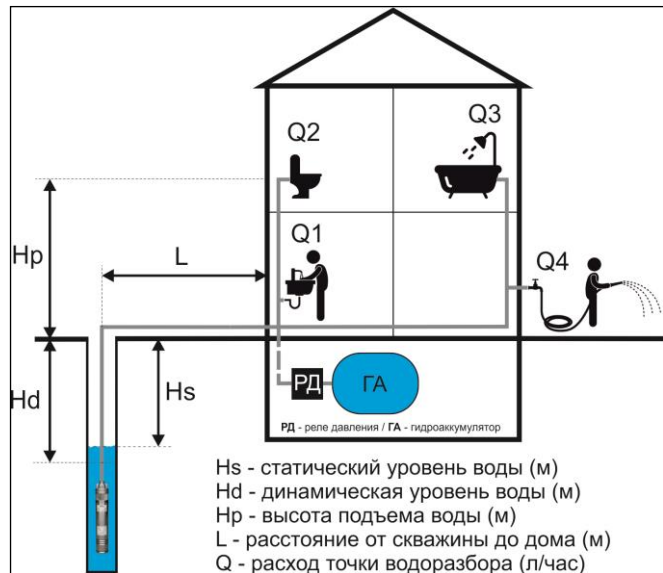 Q2
Q3
Q1
Q4
Hp
L
Hd
Hs
РД
ГА
РД - реле давления / ГА - гидроаккумулятор
Hs - статический уровень воды (м)
Hd - динамическая уровень воды (м)
Hp - высота подъема воды (м)
L - расстояние от скважины до дома (м)
Q - расход точки водоразбора (л/час)